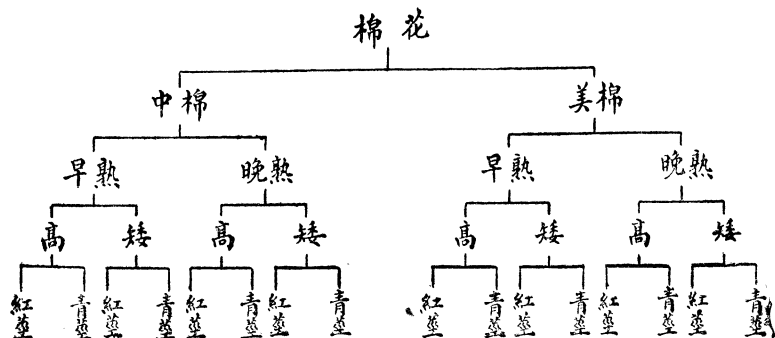 棉花
中棉 美棉
早熟 晚熟 早熟 晚熟
高 矮 高 矮 高 矮 高 矮
紅莖 青莖 紅莖 青莖 紅莖 青莖 紅莖 青莖 紅莖 青莖 紅莖 青莖 紅莖 青莖 紅莖 青莖